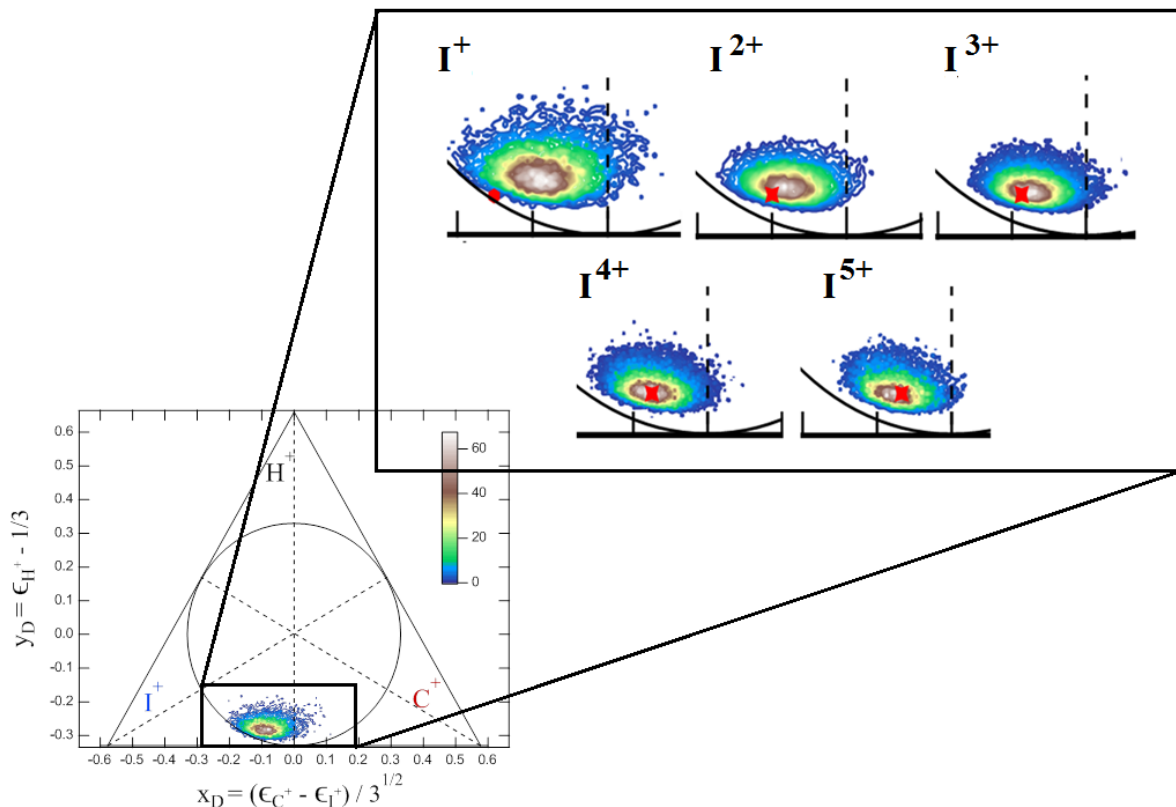 I+ I2+ I3+
I4+ I5+
0.6
0.5
0.4
0.3
0.2
0.1
0.0
-0.1
-0.2
-0.3
yD = (ϵH+ - 1/3
H+
60
40
20
0
I+
C+
-0.6 -0.5 -0.4 -0.3 -0.2 -0.1 0.0 0.1 0.2 0.3 0.4 0.5 0.6
xD = (ϵC+ - ϵI+) / 3^1/2